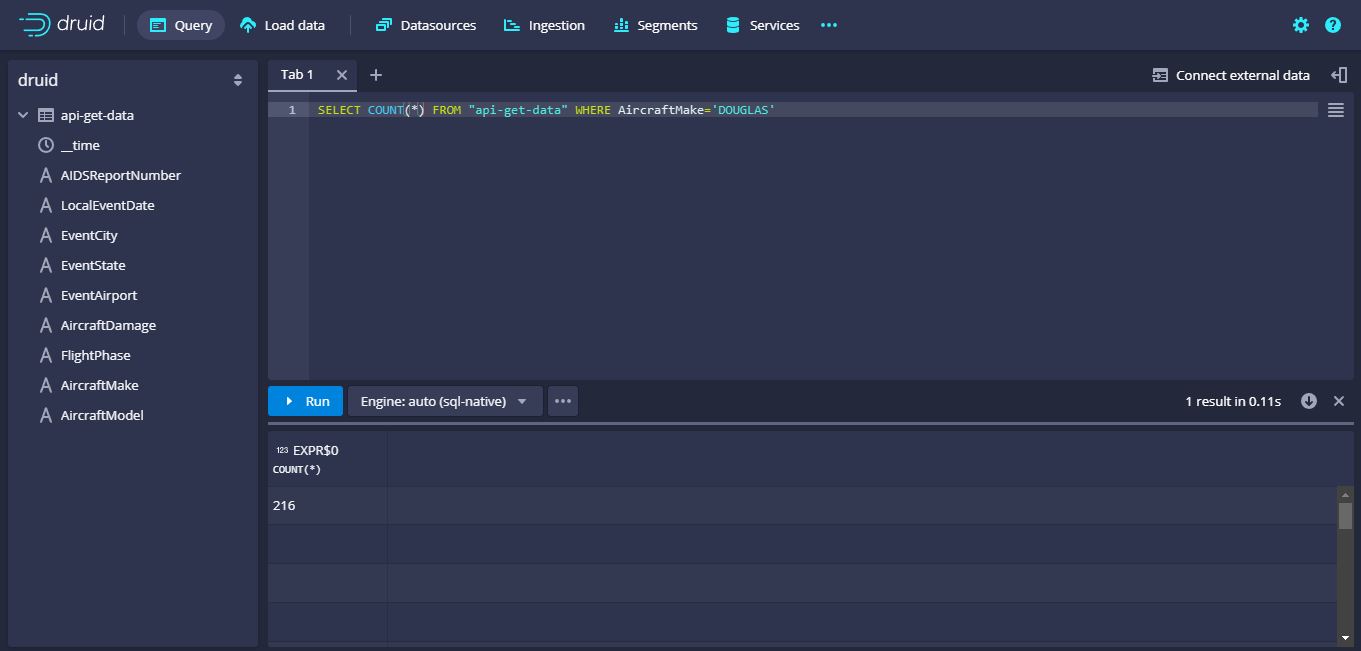 druid Query Load data Datasources Ingestion Segments Services
druid
api-get-data
__time
AIDSReportNumber
LocalEventDate
EventCity
EventState
EventAirport
AircraftDamage
FlightPhase
AircraftMake
AircraftModel
Tab 1
Connect external data
1 SELECT COUNT(*) FROM "api-get-data" WHERE AircraftMake='DOUGLAS'
Run Engine: auto (sql-native) 1 result in 0.11s
123 EXPR$0
COUNT(*)
216